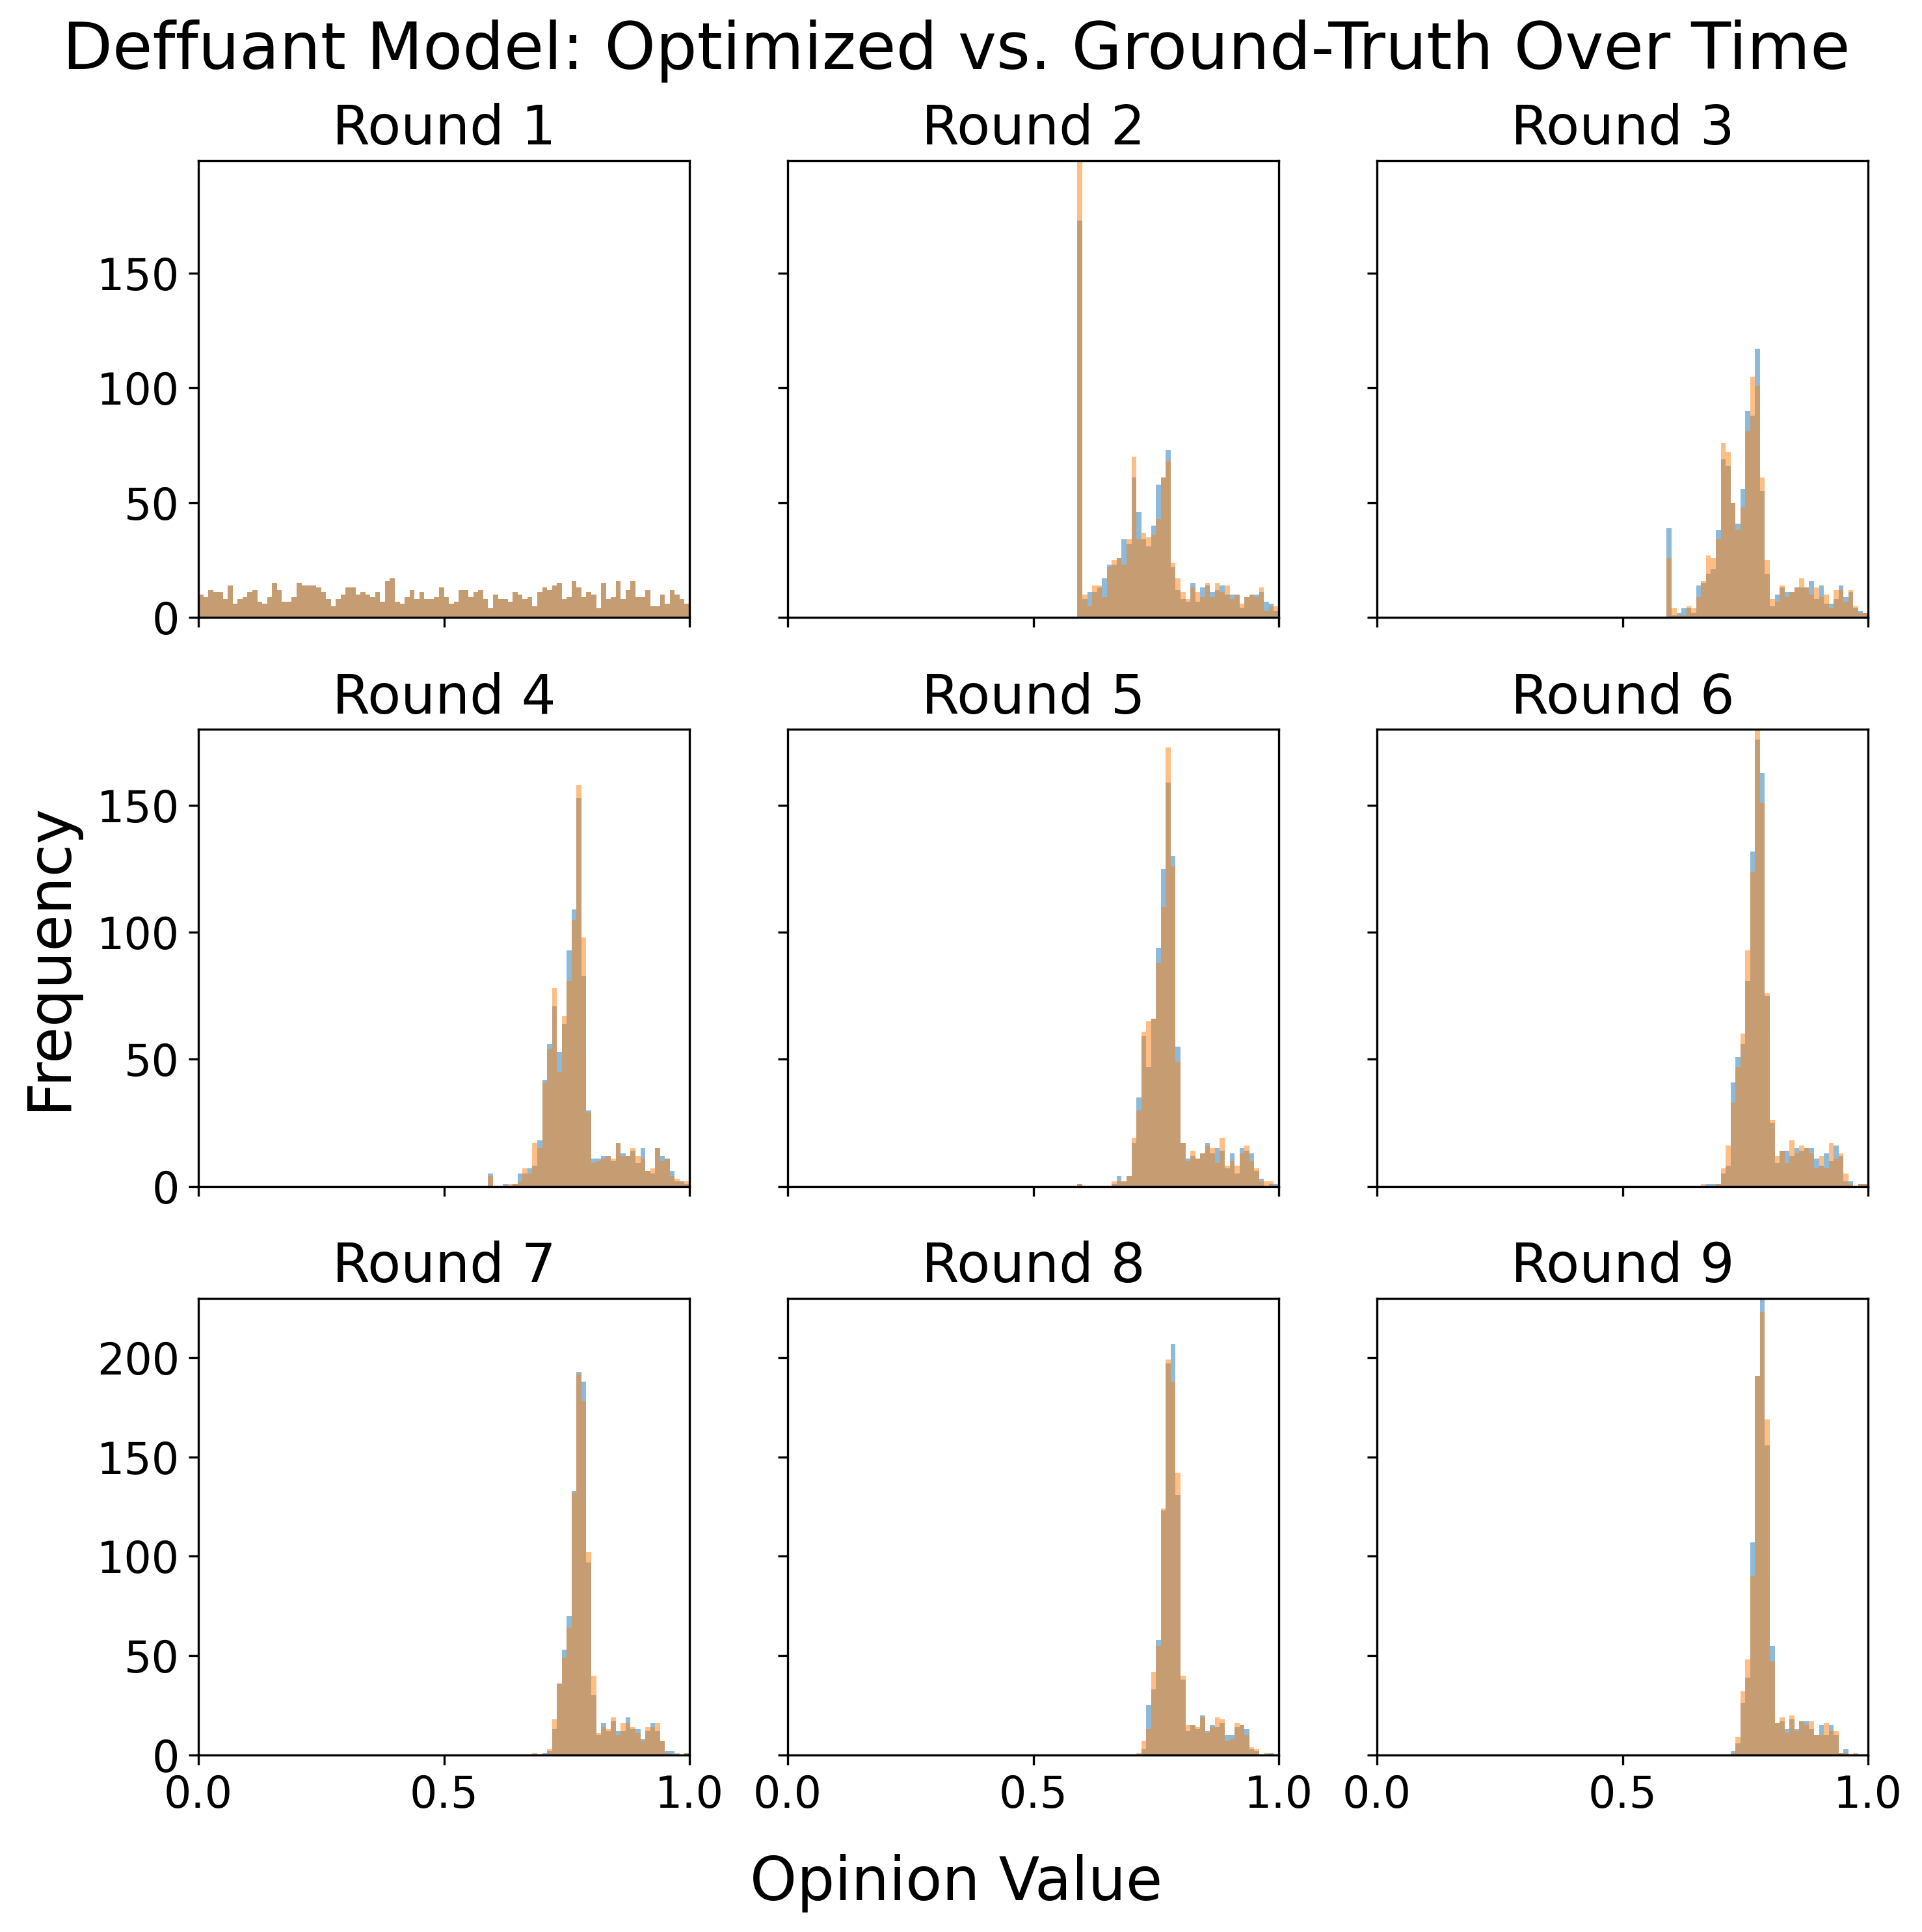 Deffuant Model: Optimized vs. Ground-Truth Over Time
Round 1
Round 2
Round 3
150
100
50
0
Round 4
Round 5
Round 6
Frequency
150
100
50
0
Round 7
Round 8
Round 9
200
150
100
50
0
0.0 0.5 1.0 0.0 0.5 1.0 0.0 0.5 1.0
Opinion Value